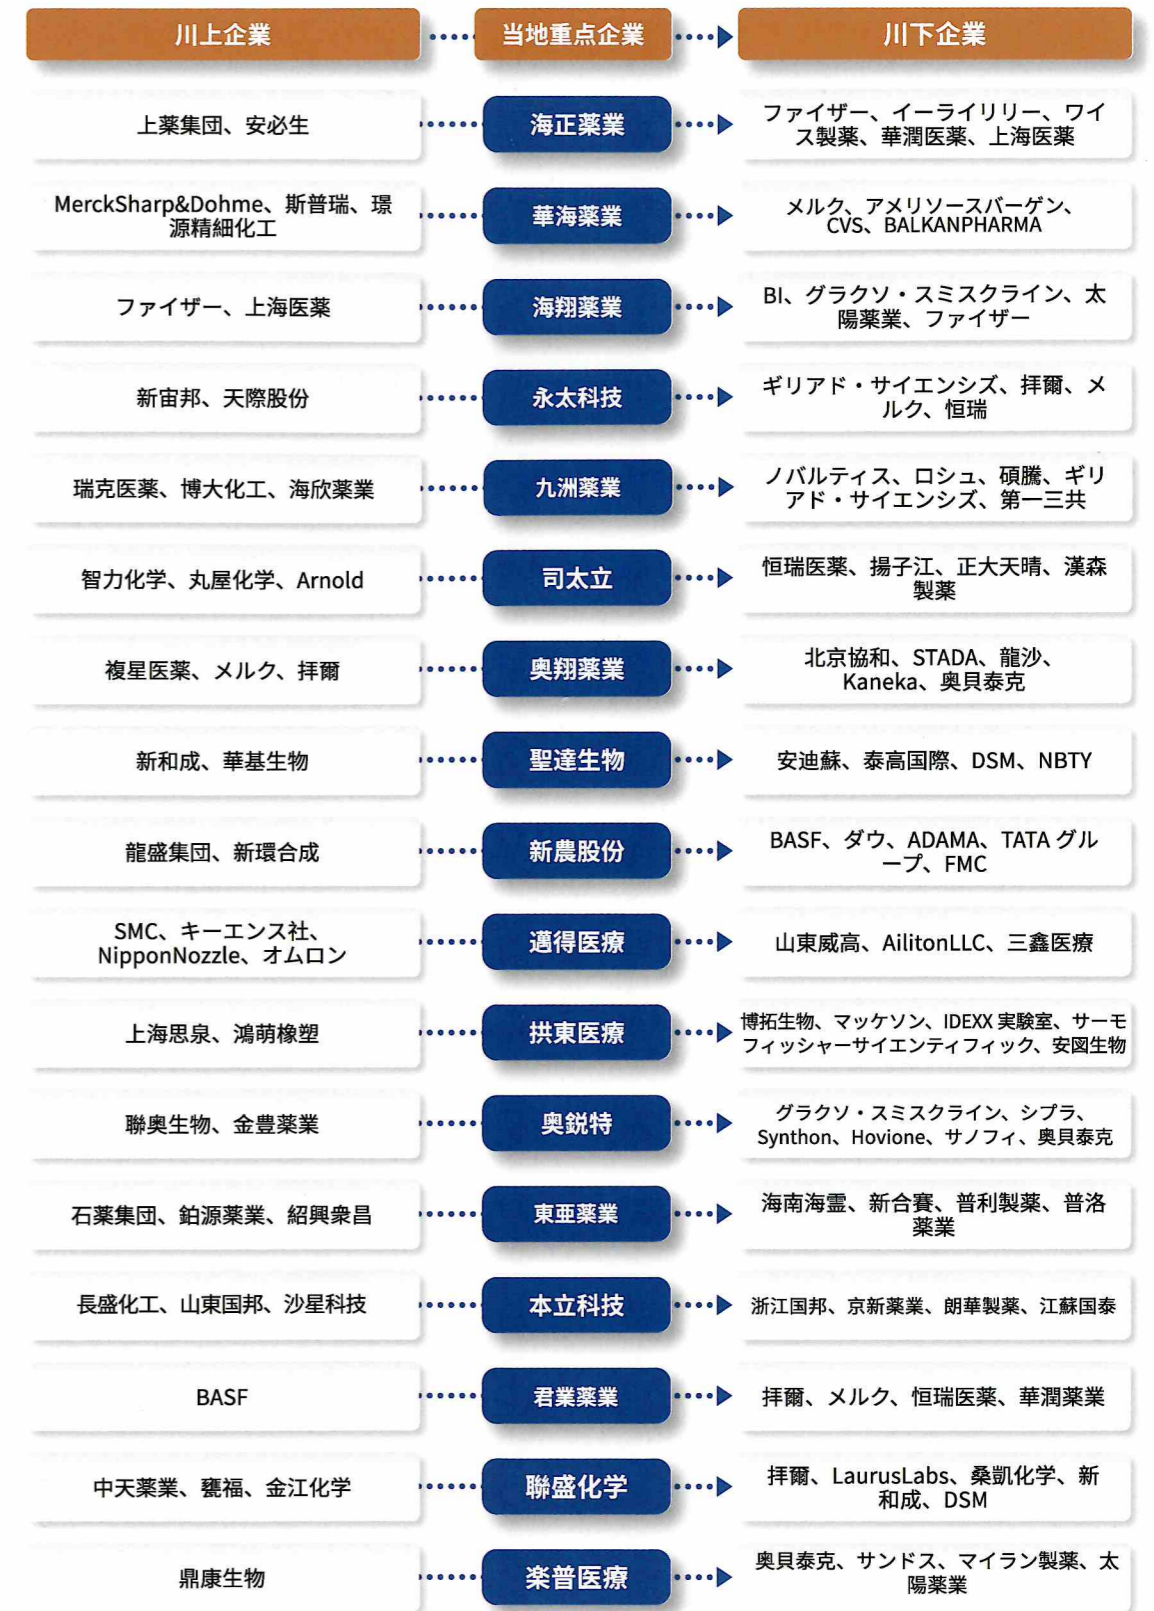 川上企業
当地重点企業
川下企業
上薬集団、安必生
海正薬業
ファイザー、イーライリリー、ワイ
ス製薬、華潤医薬、上海医薬
MerckSharp&Dohme、斯普瑞、璟
源精細化工
華海薬業
メルク、アメリソースバーゲン、
CVS、BALKANPHARMA
ファイザー、上海医薬
海翔薬業
BI、グラクソ・スミスクライン、太
陽薬業、ファイザー
新宙邦、天際股份
永太科技
ギリアド・サイエンシズ、拝爾、メ
ルク、恒瑞
瑞克医薬、博大化工、海欣薬業
九洲薬業
ノバルティス、ロシュ、碩騰、ギリ
アド・サイエンシズ、第一三共
智力化学、丸屋化学、Arnold
司太立
恒瑞医薬、揚子江、正大天晴、漢森
製薬
複星医薬、メルク、拝爾
奥翔薬業
北京協和、STADA、龍沙、
Kaneka、奥貝泰克
新和成、華基生物
聖達生物
安迪蘇、泰高国際、DSM、NBTY
龍盛集団、新環合成
新農股份
BASF、ダウ、ADAMA、TATA グル
ープ、FMC
SMC、キーエンス社、
NipponNozzle、オムロン
邁得医療
山東威高、AilitonLLC、三鑫医療
上海思泉、鴻萌橡塑
拱東医療
博拓生物、マッケソン、IDEXX 実験室、サーモ
フィッシャーサイエンティフィック、安図生物
聯奥生物、金豊薬業
奥鋭特
グラクソ・スミスクライン、シプラ、
Synthon、Hovione、サノフィ、奥貝泰克
石薬集団、鉑源薬業、紹興衆昌
東亜薬業
海南海霊、新合賽、普利製薬、普洛
薬業
長盛化工、山東国邦、沙星科技
本立科技
浙江国邦、京新薬業、朗華製薬、江蘇国泰
BASF
君業薬業
拝爾、メルク、恒瑞医薬、華潤薬業
中天薬業、甕福、金江化学
聯盛化学
拝爾、LaurusLabs、桑凱化学、新
和成、DSM
鼎康生物
楽普医療
奥貝泰克、サンドス、マイラン製薬、太
陽薬業